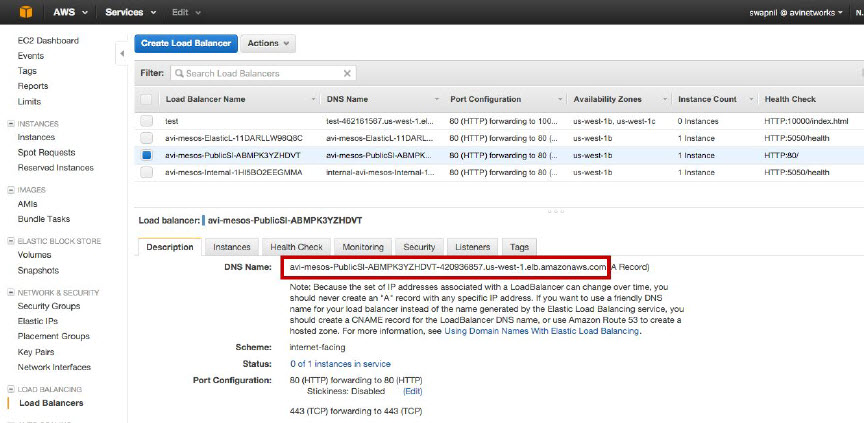 AWS Services Edit swapnil @ avinetworks N.
EC2 Dashboard
Events
Tags
Reports
Limits
INSTANCES
Instances
Spot Requests
Reserved Instances
IMAGES
AMIs
Bundle Tasks
ELASTIC BLOCK STORE
Volumes
Snapshots
NETWORK & SECURITY
Security Groups
Elastic IPs
Placement Groups
Key Pairs
Network Interfaces
LOAD BALANCING
Load Balancers
Create Load Balancer Actions
Filter: Search Load Balancers
Load Balancer Name DNS Name Port Configuration Availability Zones Instance Count Health Check
test test-462161567.us-west-1.elb... 80 (HTTP) forwarding to 100... us-west-1b, us-west-1c 0 Instances HTTP:10000/index.html
avi-mesos-ElasticL-11DARLLW98Q8C avi-mesos-ElasticL-11DARLL... 80 (HTTP) forwarding to 80 (... us-west-1b 1 Instance HTTP:5050/health
avi-mesos-PublicSl-ABMPK3YZHDVT avi-mesos-PublicSl-ABMPK... 80 (HTTP) forwarding to 80 (... us-west-1b 1 Instance HTTP:80/
avi-mesos-Internal-1HI5BO2EEGMMA internal-avi-mesos-Internal-1... 80 (HTTP) forwarding to 80 (... us-west-1b 1 Instance HTTP:5050/health
Load balancer: avi-mesos-PublicSl-ABMPK3YZHDVT
Description Instances Health Check Monitoring Security Listeners Tags
DNS Name: avi-mesos-PublicSl-ABMPK3YZHDVT-420936857.us-west-1.elb.amazonaws.com (A Record)
Note: Because the set of IP addresses associated with a LoadBalancer can change over time, you
should never create an "A" record with any specific IP address. If you want to use a friendly DNS
name for your load balancer instead of the name generated by the Elastic Load Balancing service, you
should create a CNAME record for the LoadBalancer DNS name, or use Amazon Route 53 to create a
hosted zone. For more information, see Using Domain Names With Elastic Load Balancing.
Scheme: internet-facing
Status: 0 of 1 instances in service
Port Configuration: 80 (HTTP) forwarding to 80 (HTTP)
Stickiness: Disabled (Edit)
443 (TCP) forwarding to 443 (TCP)